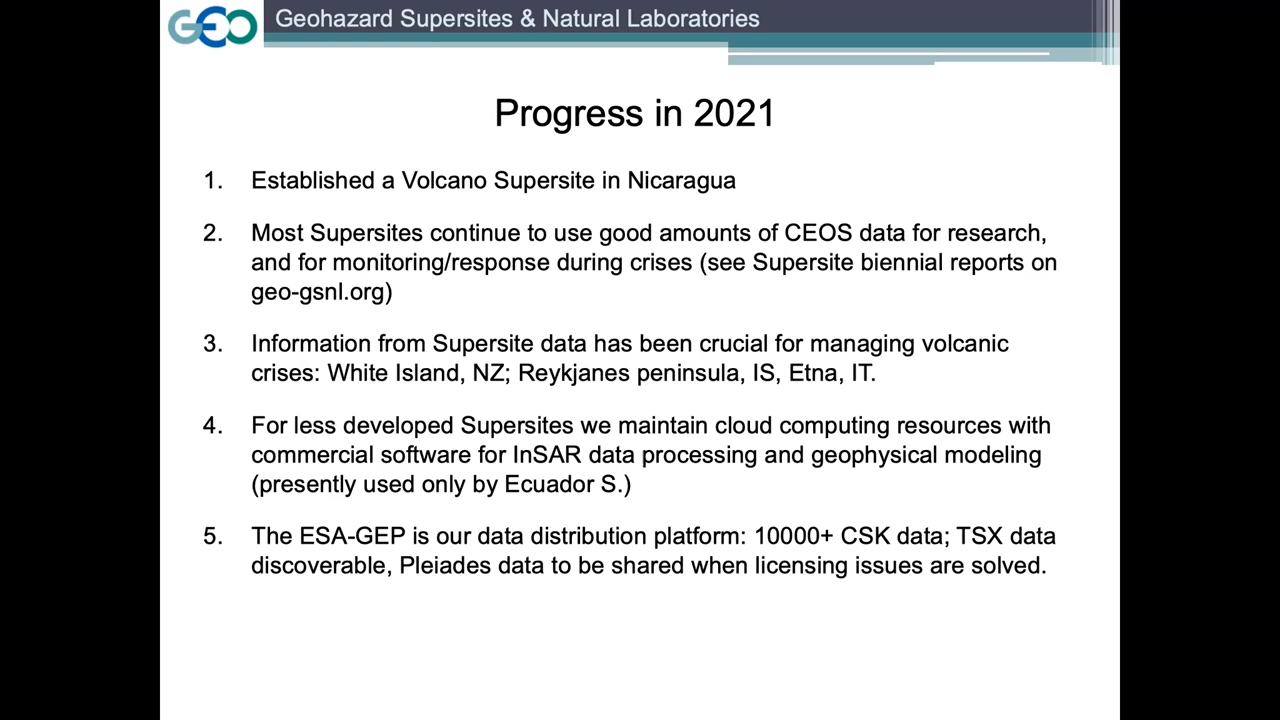 GEO
Geohazard Supersites & Natural Laboratories
Progress in 2021
1. Established a Volcano Supersite in Nicaragua
2. Most Supersites continue to use good amounts of CEOS data for research,
and for monitoring/response during crises (see Supersite biennial reports on
geo-gsnl.org)
3. Information from Supersite data has been crucial for managing volcanic
crises: White Island, NZ; Reykjanes peninsula, IS, Etna, IT.
4. For less developed Supersites we maintain cloud computing resources with
commercial software for InSAR data processing and geophysical modeling
(presently used only by Ecuador S.)
5. The ESA-GEP is our data distribution platform: 10000+ CSK data; TSX data
discoverable, Pleiades data to be shared when licensing issues are solved.